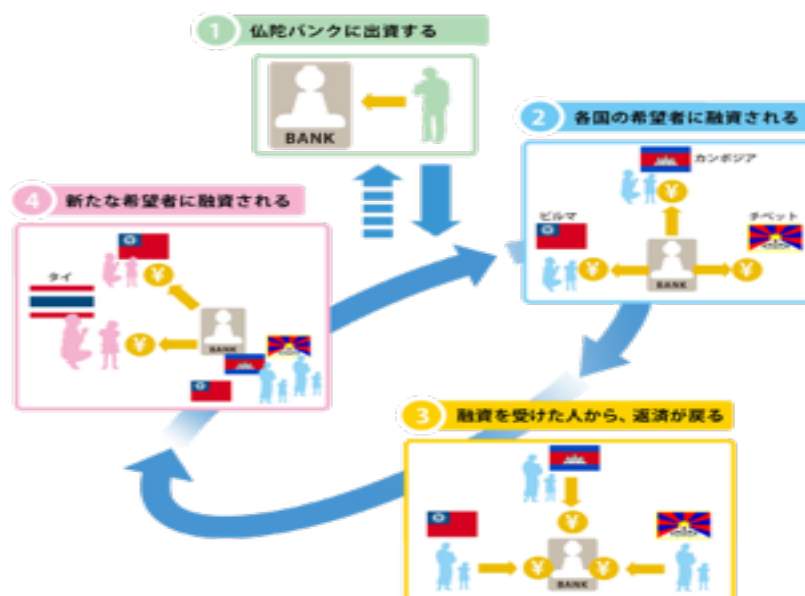 1 仏陀バンクに出資する
BANK
2 各国の希望者に融資される
カンボジア
¥
ビルマ
チベット
¥
¥
BANK
3 融資を受けた人から、返済が戻る
¥
¥
¥
BANK
4 新たな希望者に融資される
¥
タイ
¥
BANK